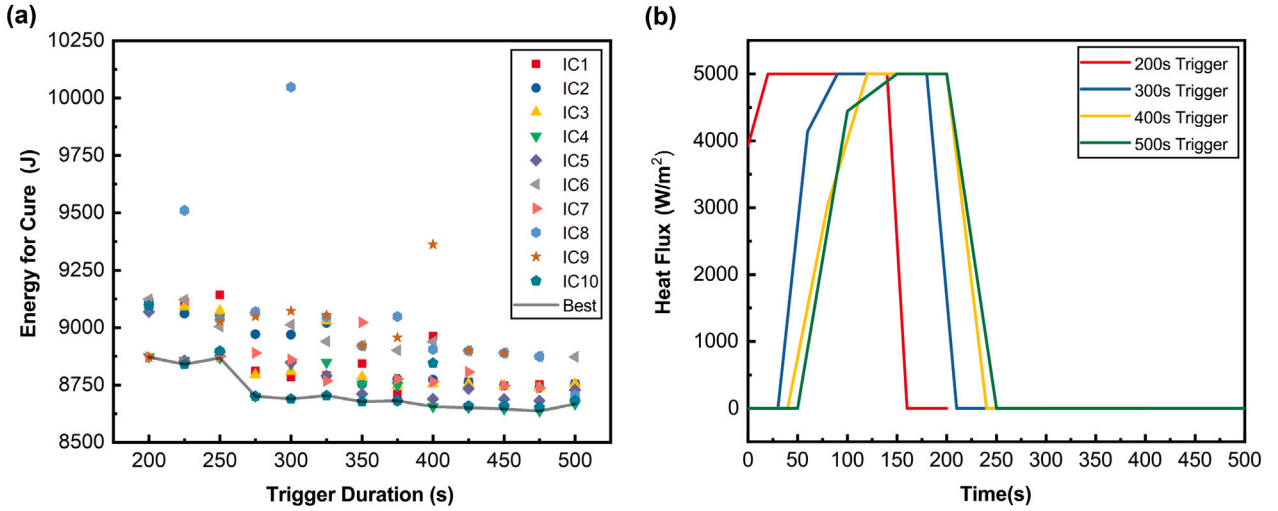 (a)
10250
10000
9750
9500
9250
9000
8750
8500
Energy for Cure (J)
200 250 300 350 400 450 500
Trigger Duration (s)
IC1
IC2
IC3
IC4
IC5
IC6
IC7
IC8
IC9
IC10
Best
(b)
5000
4000
3000
2000
1000
0
Heat Flux (W/m²)
0 50 100 150 200 250 300 350 400 450 500
Time(s)
200s Trigger
300s Trigger
400s Trigger
500s Trigger